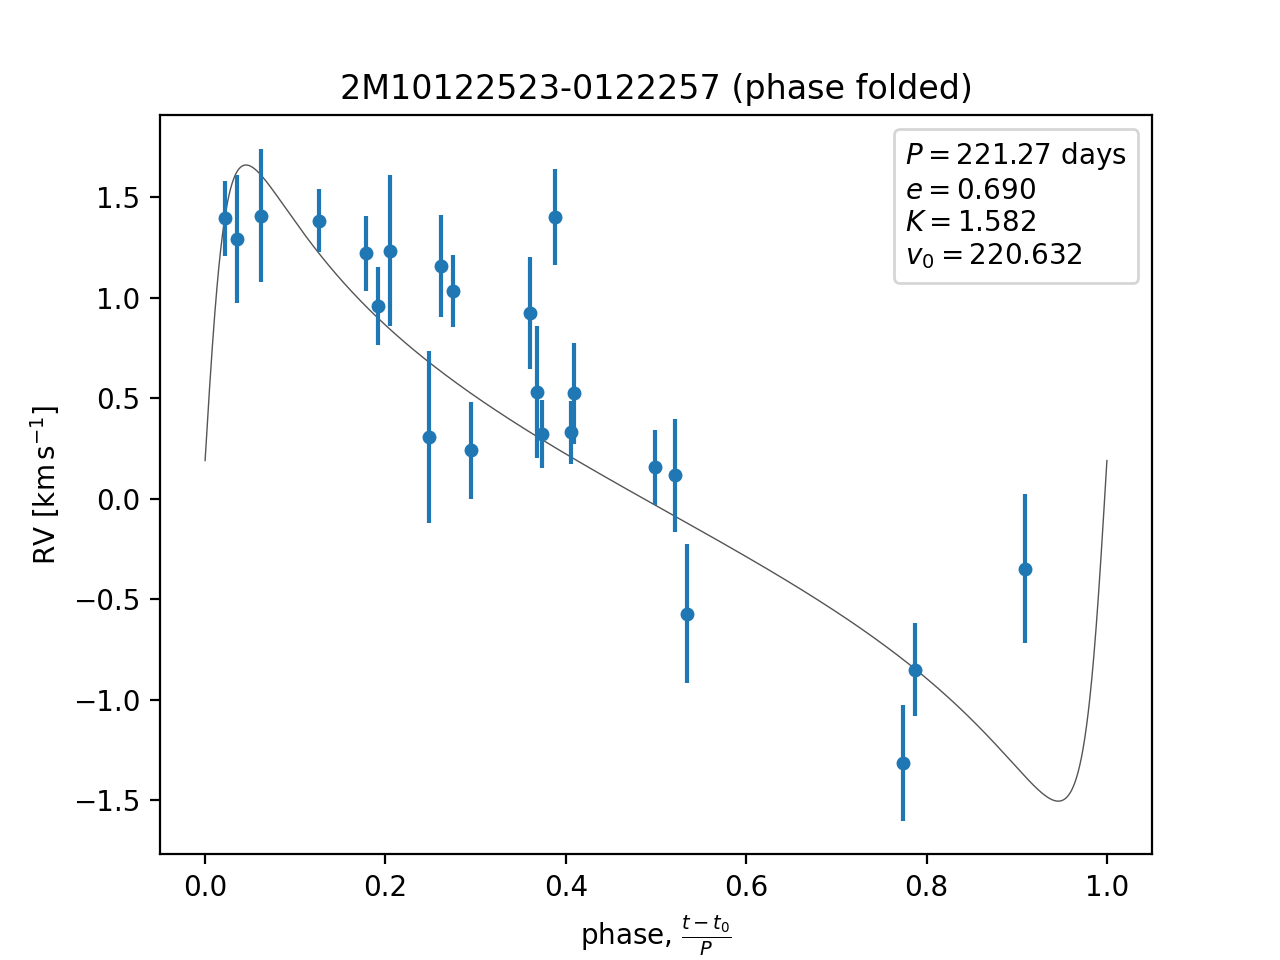 2M10122523-0122257 (phase folded)
P = 221.27 days
e = 0.690
K = 1.582
v₀ = 220.632
RV [km s⁻¹]
1.5
1.0
0.5
0.0
−0.5
−1.0
−1.5
0.0 0.2 0.4 0.6 0.8 1.0
phase, (t − t₀)/P